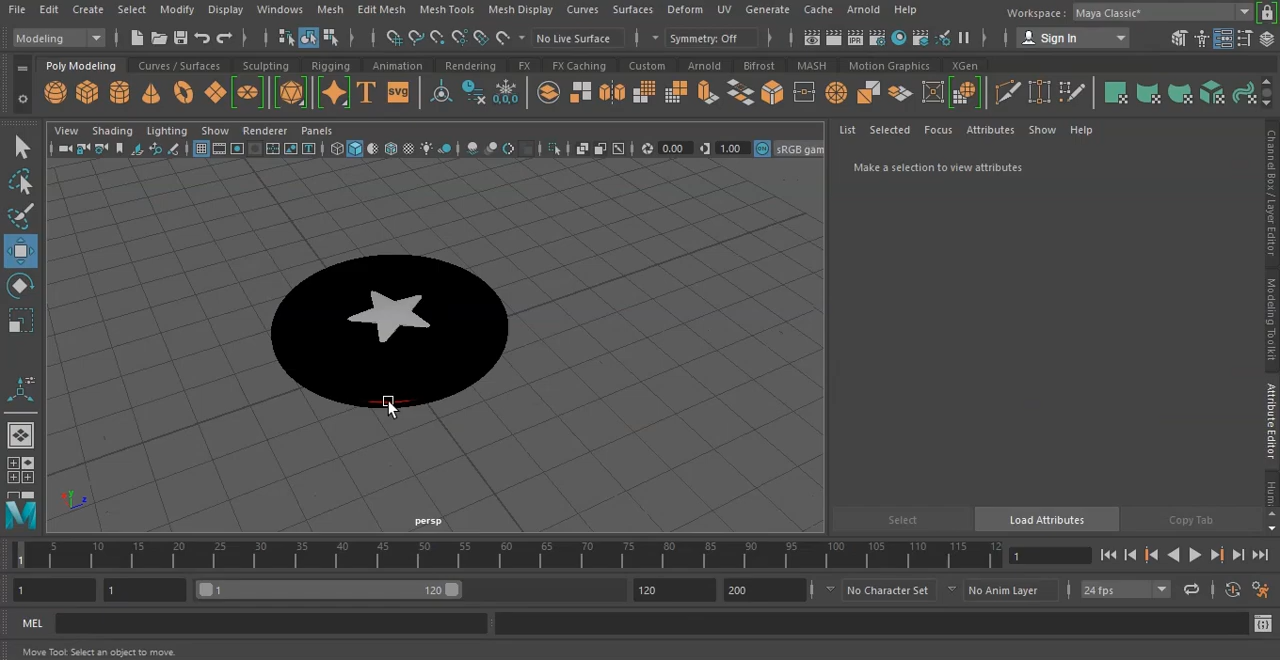 File Edit Create Select Modify Display Windows Mesh Edit Mesh Mesh Tools Mesh Display Curves Surfaces Deform UV Generate Cache Arnold Help Workspace : Maya Classic*
Modeling No Live Surface Symmetry: Off Sign In
Poly Modeling Curves / Surfaces Sculpting Rigging Animation Rendering FX FX Caching Custom Arnold Bifrost MASH Motion Graphics XGen
T SVG 0,0,0
View Shading Lighting Show Renderer Panels
0.00 1.00 ON sRGB gam
List Selected Focus Attributes Show Help
Make a selection to view attributes
Channel Box / Layer Editor
Modeling Toolkit
Attribute Editor
persp
Select Load Attributes Copy Tab
1 5 10 15 20 25 30 35 40 45 50 55 60 65 70 75 80 85 90 95 100 105 110 115 12 1
1 1 1 120 120 200 No Character Set No Anim Layer 24 fps
MEL
Move Tool: Select an object to move.